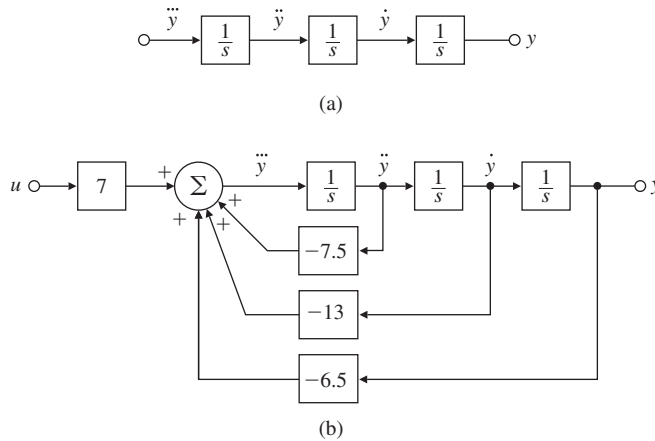 y⃛ 1/s ÿ 1/s ẏ 1/s y
(a)
u 7 + Σ y⃛ 1/s ÿ 1/s ẏ 1/s y
+ + +
−7.5
−13
−6.5
(b)